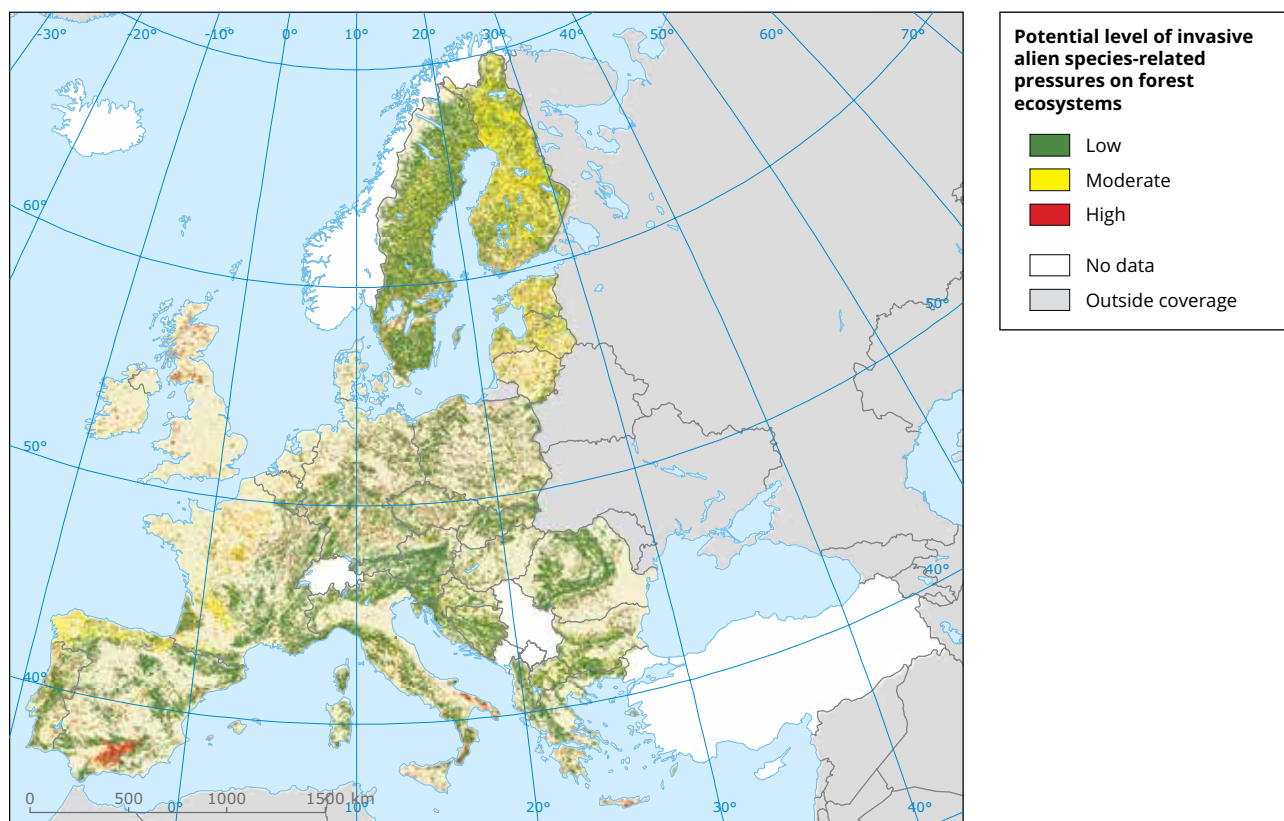 -30°
-20°
-10°
0°
10°
20°
30°
40°
50°
60°
70°
60°
50°
50°
40°
40°
0
500
1000
1500 km
0°
10°
20°
30°
40°
Potential level of invasive
alien species-related
pressures on forest
ecosystems
Low
Moderate
High
No data
Outside coverage